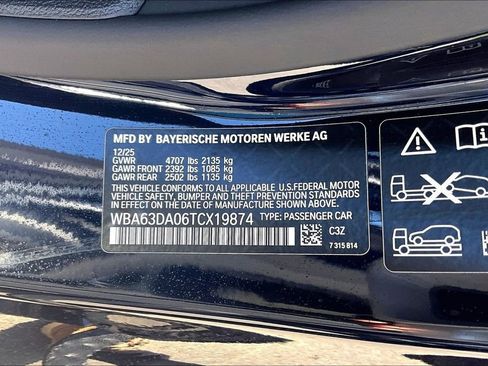 MFD BY BAYERISCHE MOTOREN WERKE AG
12/25
GVWR 4707 lbs 2135 kg
GAWR FRONT 2392 lbs 1085 kg
GAWR REAR 2502 lbs 1135 kg
THIS VEHICLE CONFORMS TO ALL
APPLICABLE U.S.FEDERAL MOTOR
VEHICLE SAFETY, BUMPER AND THEFT
PREVENTION STANDARDS IN EFFECT ON THE
DATE OF MANUFACTURE SHOWN ABOVE.
WBA63DA06TCX19874 TYPE: PASSENGER CAR
C3Z
7 315 814